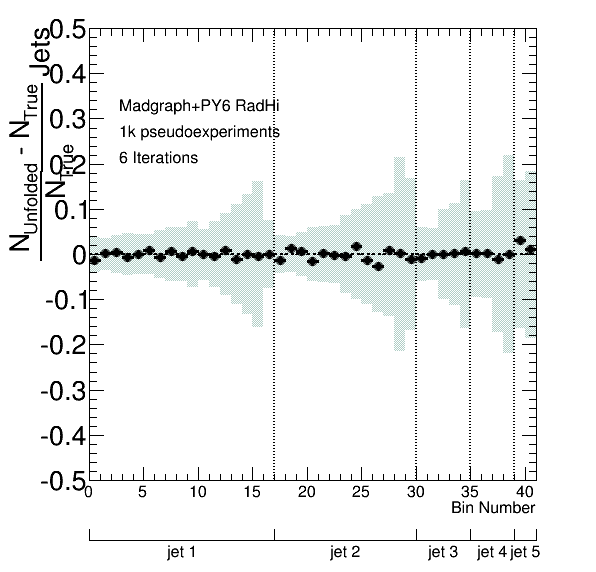 N_Unfolded - N_True Jets
N_True
0.5
0.4
0.3
0.2
0.1
0
-0.1
-0.2
-0.3
-0.4
-0.5
Madgraph+PY6 RadHi
1k pseudoexperiments
6 Iterations
0 5 10 15 20 25 30 35 40
Bin Number
jet 1 jet 2 jet 3 jet 4 jet 5